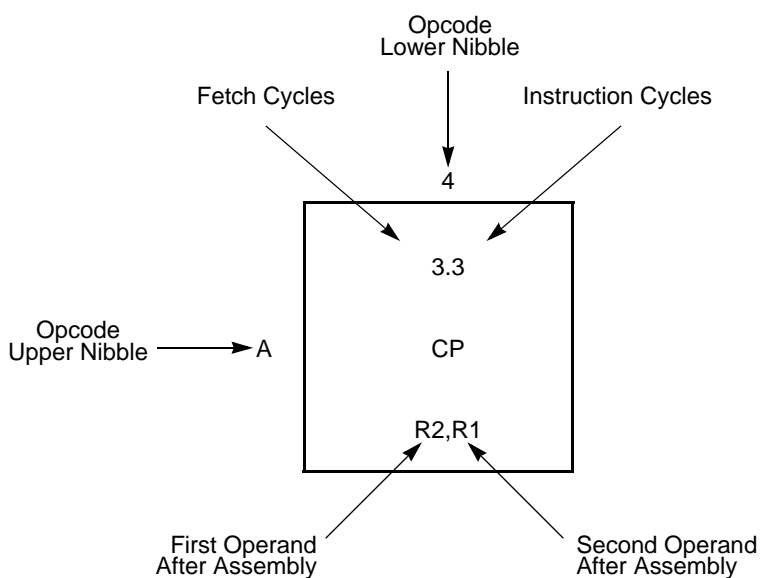 Opcode
Lower Nibble
Fetch Cycles
Instruction Cycles
4
3.3
Opcode
Upper Nibble
A
CP
R2,R1
First Operand
After Assembly
Second Operand
After Assembly